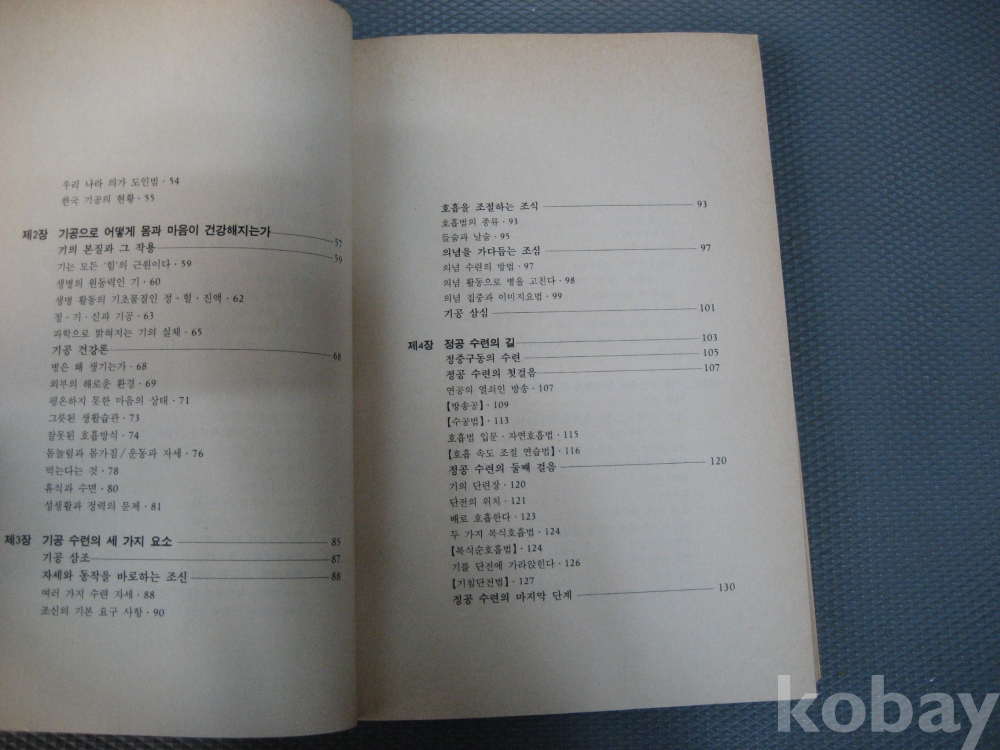 우리 나라 의가 도인법 · 54
한국 기공의 현황 · 55
제2장 기공으로 어떻게 몸과 마음이 건강해지는가 57
기의 본질과 그 작용 59
기는 모든 '힘'의 근원이다 · 59
생명의 원동력인 기 · 60
생명 활동의 기초물질인 정 · 혈 · 진액 · 62
정 · 기 · 신과 기공 · 63
과학으로 밝혀지는 기의 실체 · 65
기공 건강론 68
병은 왜 생기는가 · 68
외부의 해로운 환경 · 69
평온하지 못한 마음의 상태 · 71
그릇된 생활습관 · 73
잘못된 호흡방식 · 74
몸놀림과 몸가짐/운동과 자세 · 76
먹는다는 것 · 78
휴식과 수면 · 80
성생활과 정력의 문제 · 81
제3장 기공 수련의 세 가지 요소 85
기공 삼조 87
자세와 동작을 바로하는 조신 88
여러 가지 수련 자세 · 88
조신의 기본 요구 사항 · 90
호흡을 조절하는 조식 93
호흡법의 종류 · 93
들숨과 날숨 · 95
의념을 가다듬는 조심 97
의념 수련의 방법 · 97
의념 활동으로 병을 고친다 · 98
의념 집중과 이미지요법 · 99
기공 삼심 101
제4장 정공 수련의 길 103
정중구동의 수련 105
정공 수련의 첫걸음 107
연공의 열쇠인 방송 · 107
【방송공】 · 109
【수공법】 · 113
호흡법 입문 · 자연호흡법 · 115
【호흡 속도 조절 연습법】 · 116
정공 수련의 둘째 걸음 120
기의 단련장 · 120
단전의 위치 · 121
배로 호흡한다 · 123
두 가지 복식호흡법 · 124
【복식순호흡법】 · 124
기를 단전에 가라앉힌다 · 126
【기침단전법】 · 127
정공 수련의 마지막 단계 130
kobay